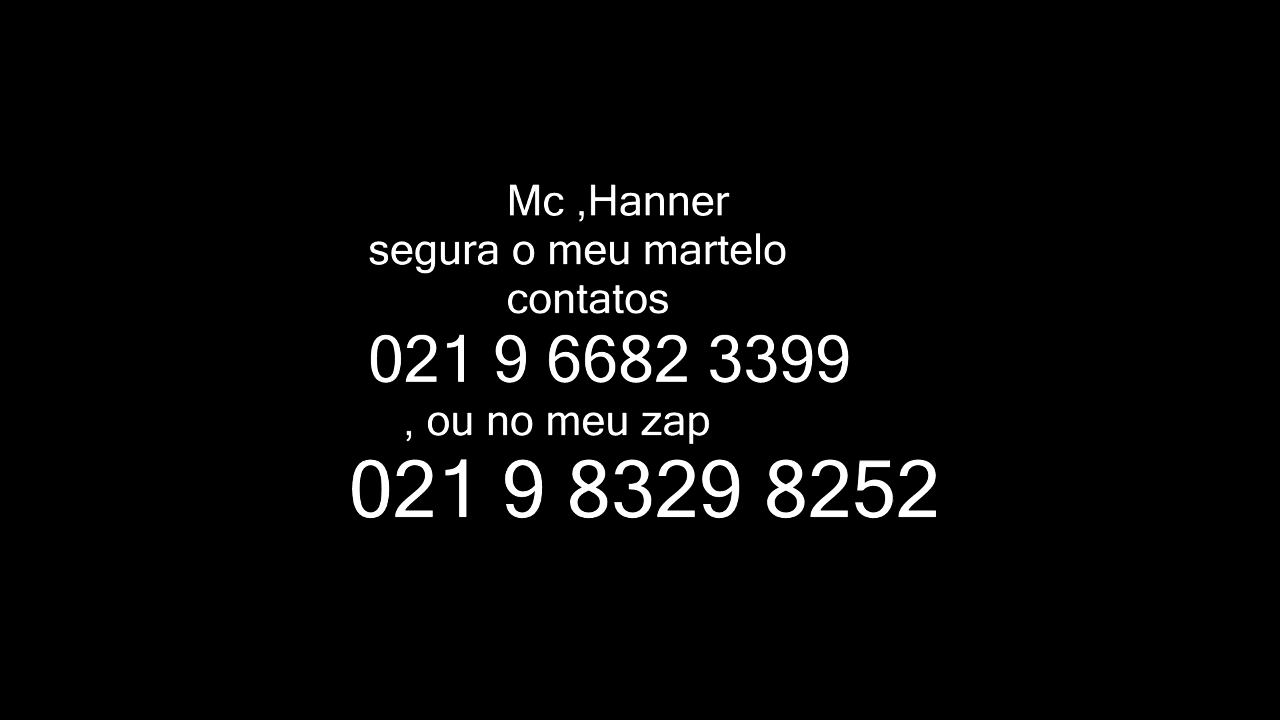 Mc ,Hanner
segura o meu martelo
contatos
021 9 6682 3399
, ou no meu zap
021 9 8329 8252